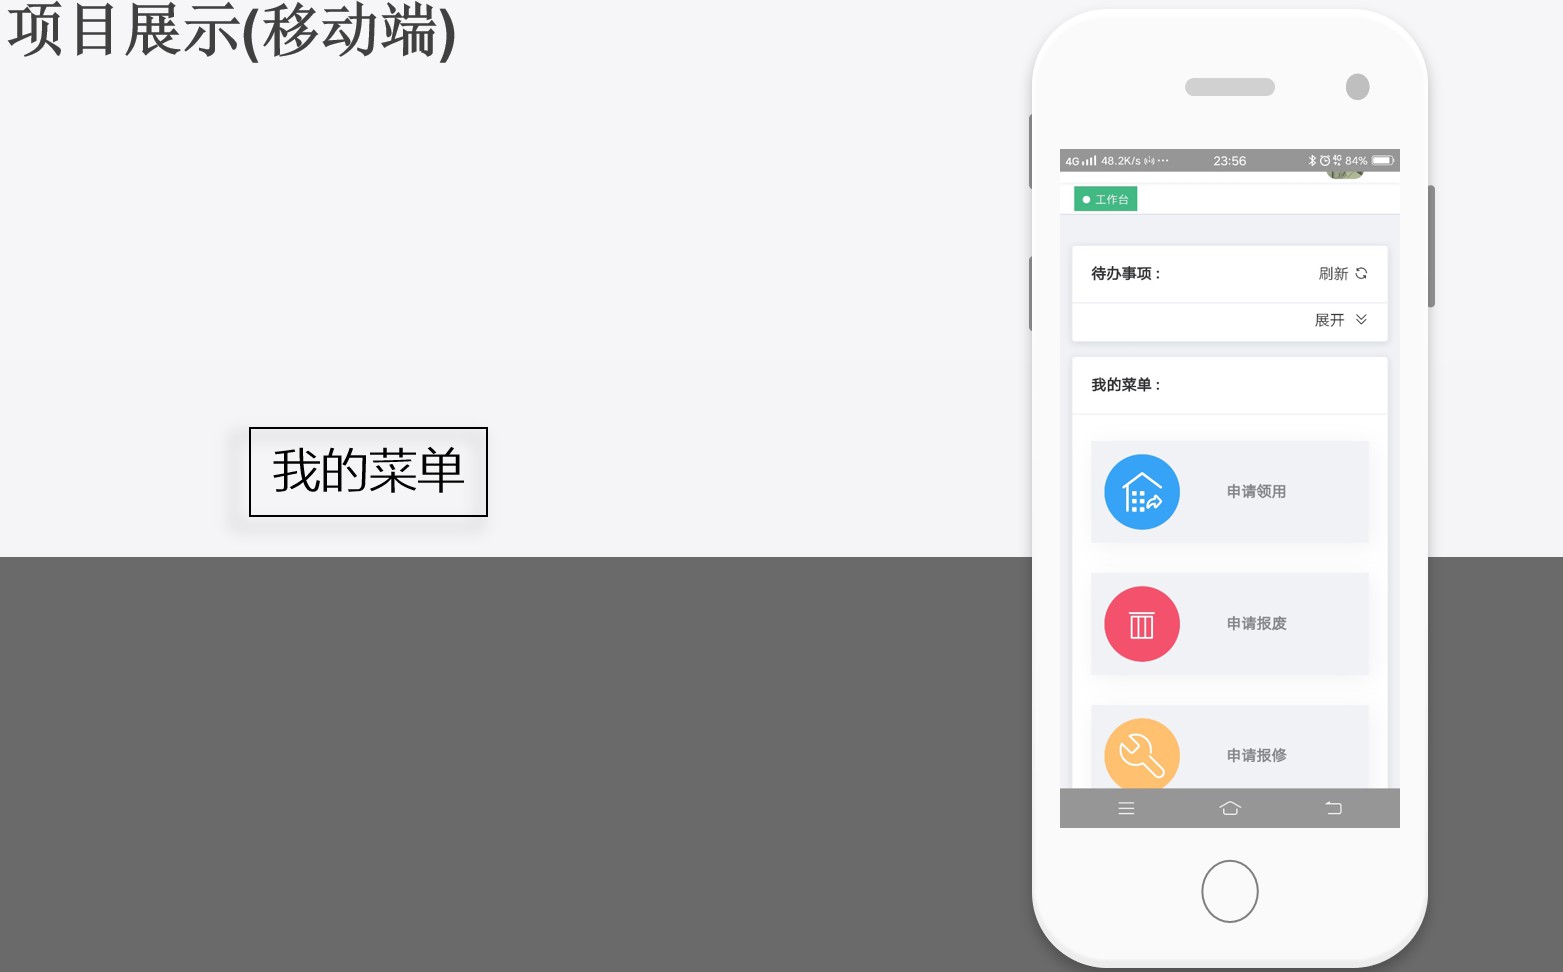 项目展示(移动端)
我的菜单
4G 48.2K/s ··· 23:56 4G 84%
工作台
待办事项 : 刷新
展开
我的菜单 :
申请领用
申请报废
申请报修